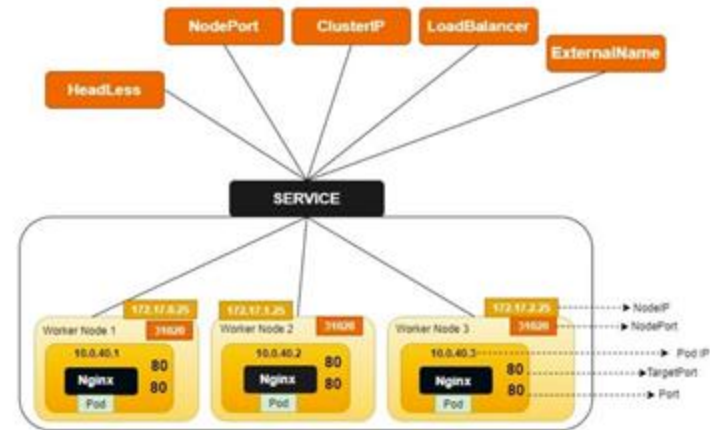 NodePort
ClusterIP
LoadBalancer
ExternalName
HeadLess
SERVICE
172.17.0.25
172.17.1.25
172.17.2.25
NodeIP
Worker Node 1
31020
Worker Node 2
31020
Worker Node 3
31020
NodePort
10.0.40.1
10.0.40.2
10.0.40.3
Pod IP
80
80
80
TargetPort
Nginx
Nginx
Nginx
80
80
80
Port
Pod
Pod
Pod